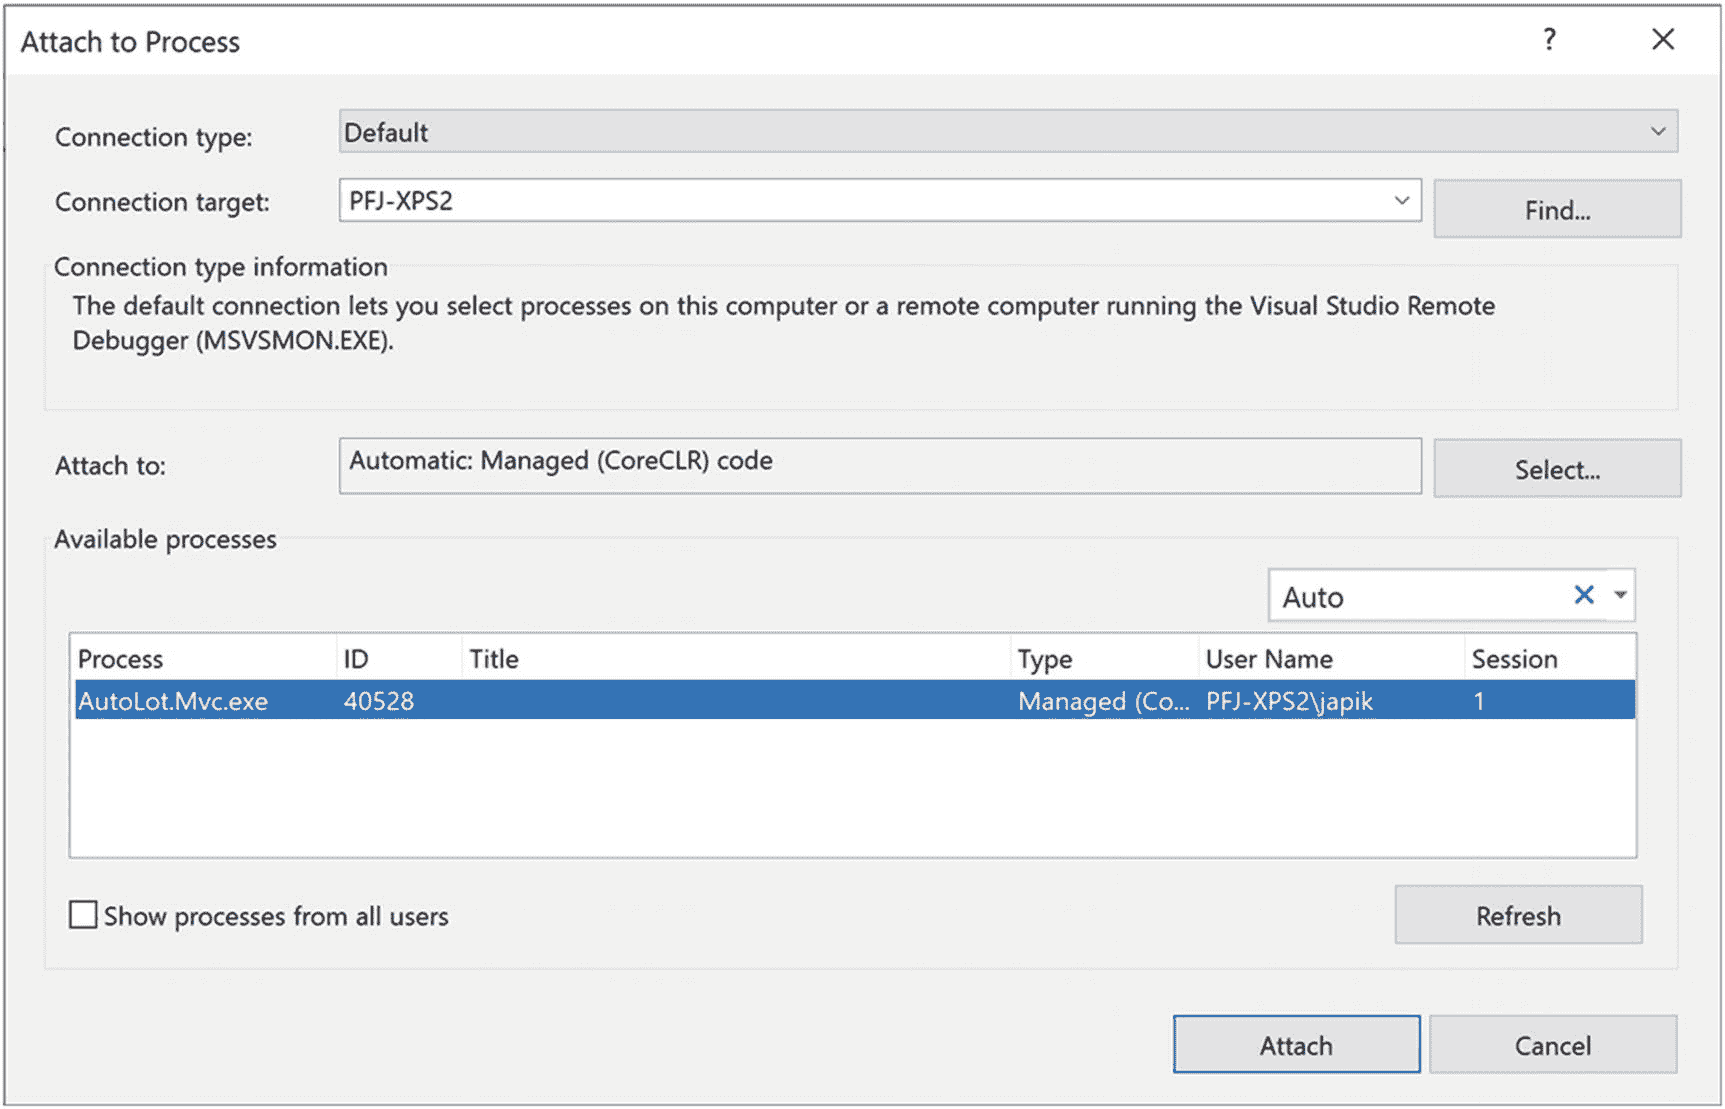 Attach to Process
?
Connection type: Default
Connection target: PFJ-XPS2 Find...
Connection type information
The default connection lets you select processes on this computer or a remote computer running the Visual Studio Remote
Debugger (MSVSMON.EXE).
Attach to: Automatic: Managed (CoreCLR) code Select...
Available processes
Auto
Process ID Title Type User Name Session
AutoLot.Mvc.exe 40528 Managed (Co... PFJ-XPS2\japik 1
Show processes from all users Refresh
Attach Cancel